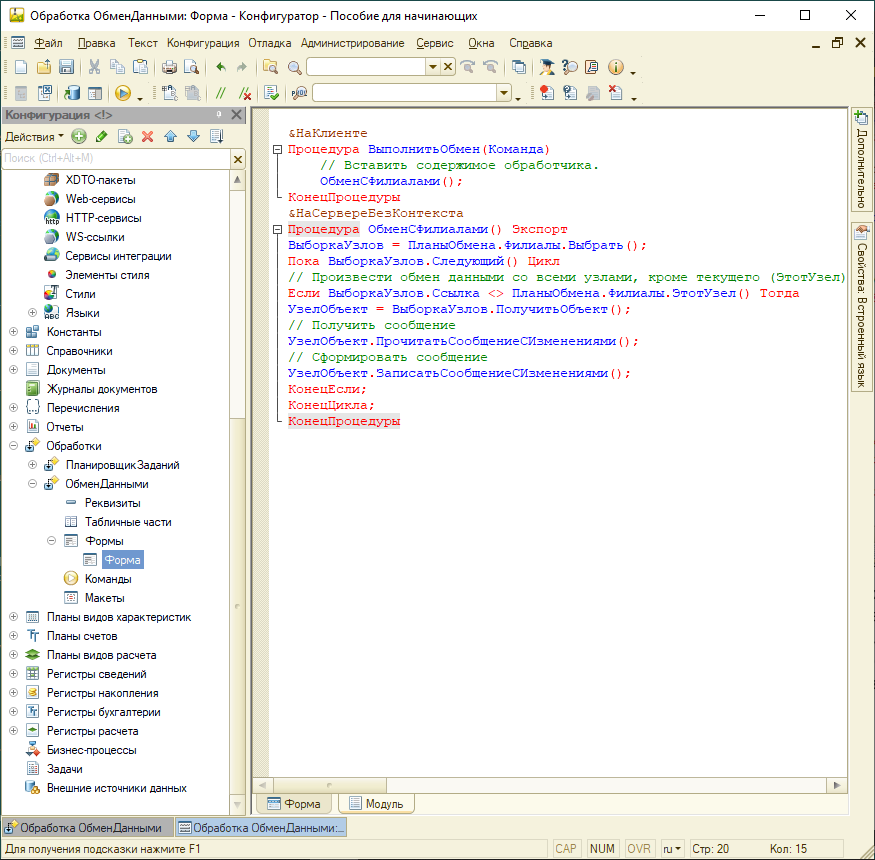 Обработка ОбменДанными: Форма - Конфигуратор - Пособие для начинающих
Файл Правка Текст Конфигурация Отладка Администрирование Сервис Окна Справка
Конфигурация <!>
Действия
Поиск (Ctrl+Alt+M)
XDTO-пакеты
Web-сервисы
HTTP-сервисы
WS-ссылки
Сервисы интеграции
Элементы стиля
Стили
Языки
Константы
Справочники
Документы
Журналы документов
Перечисления
Отчеты
Обработки
ПланировщикЗаданий
ОбменДанными
Реквизиты
Табличные части
Формы
Форма
Команды
Макеты
Планы видов характеристик
Планы счетов
Планы видов расчета
Регистры сведений
Регистры накопления
Регистры бухгалтерии
Регистры расчета
Бизнес-процессы
Задачи
Внешние источники данных
&НаКлиенте
Процедура ВыполнитьОбмен(Команда)
// Вставить содержимое обработчика.
ОбменСФилиалами();
КонецПроцедуры
&НаСервереБезКонтекста
Процедура ОбменСФилиалами() Экспорт
ВыборкаУзлов = ПланыОбмена.Филиалы.Выбрать();
Пока ВыборкаУзлов.Следующий() Цикл
// Произвести обмен данными со всеми узлами, кроме текущего (ЭтотУзел)
Если ВыборкаУзлов.Ссылка <> ПланыОбмена.Филиалы.ЭтотУзел() Тогда
УзелОбъект = ВыборкаУзлов.ПолучитьОбъект();
// Получить сообщение
УзелОбъект.ПрочитатьСообщениеСИзменениями();
// Сформировать сообщение
УзелОбъект.ЗаписатьСообщениеСИзменениями();
КонецЕсли;
КонецЦикла;
КонецПроцедуры
Дополнительно
Свойства: Встроенный язык
Форма Модуль
Обработка ОбменДанными Обработка ОбменДанными:...
Для получения подсказки нажмите F1 CAP NUM OVR ru Стр: 20 Кол: 15